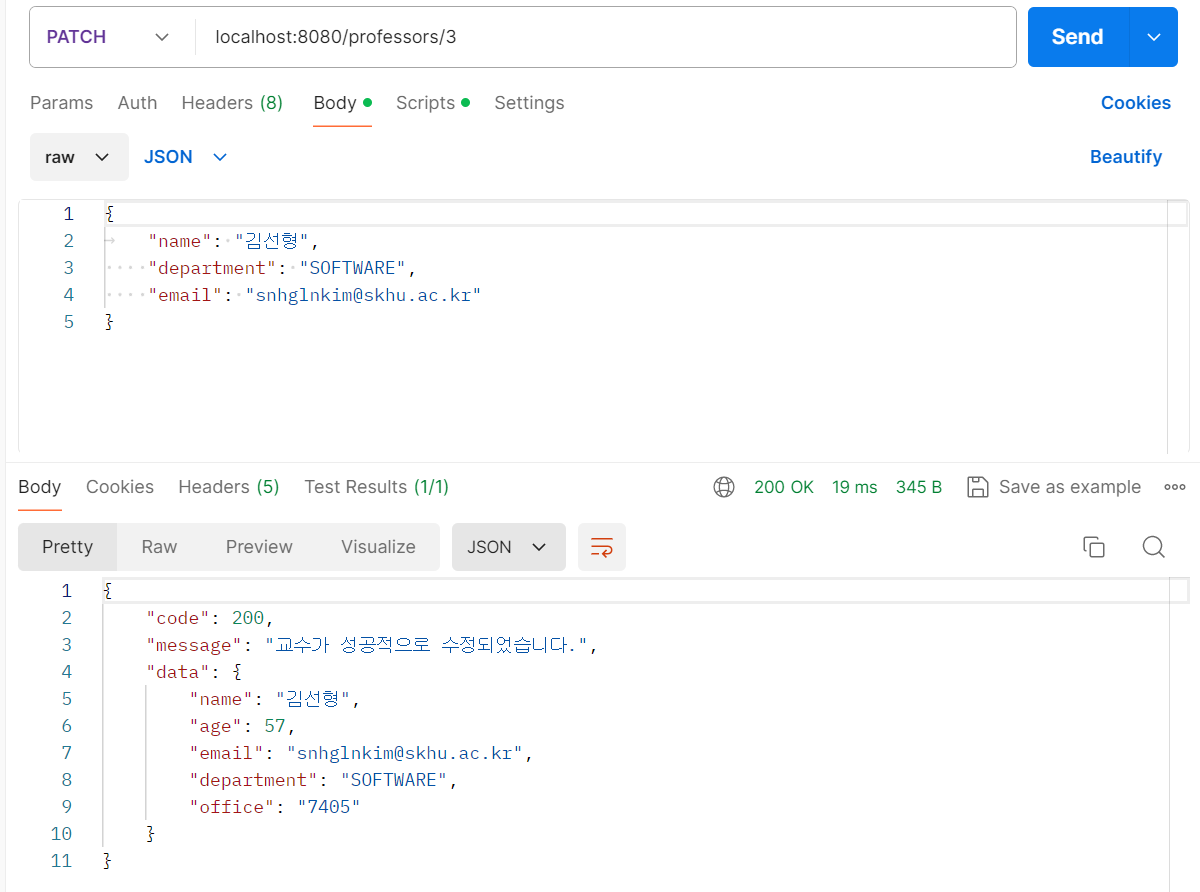 PATCH localhost:8080/professors/3 Send
Params Auth Headers (8) Body Scripts Settings Cookies
raw JSON Beautify
1 {
2 "name": "김선형",
3 "department": "SOFTWARE",
4 "email": "snhglnkim@skhu.ac.kr"
5 }
Body Cookies Headers (5) Test Results (1/1) 200 OK 19 ms 345 B Save as example
Pretty Raw Preview Visualize JSON
1 {
2 "code": 200,
3 "message": "교수가 성공적으로 수정되었습니다.",
4 "data": {
5 "name": "김선형",
6 "age": 57,
7 "email": "snhglnkim@skhu.ac.kr",
8 "department": "SOFTWARE",
9 "office": "7405"
10 }
11 }